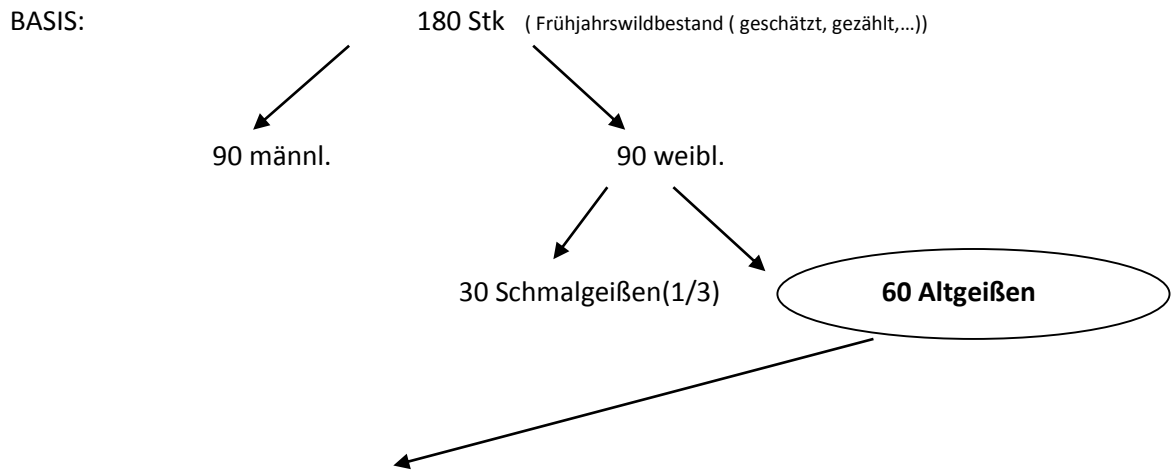 BASIS: 180 Stk ( Frühjahrswildbestand ( geschätzt, gezählt,…))
90 männl. 90 weibl.
30 Schmalgeißen(1/3) 60 Altgeißen